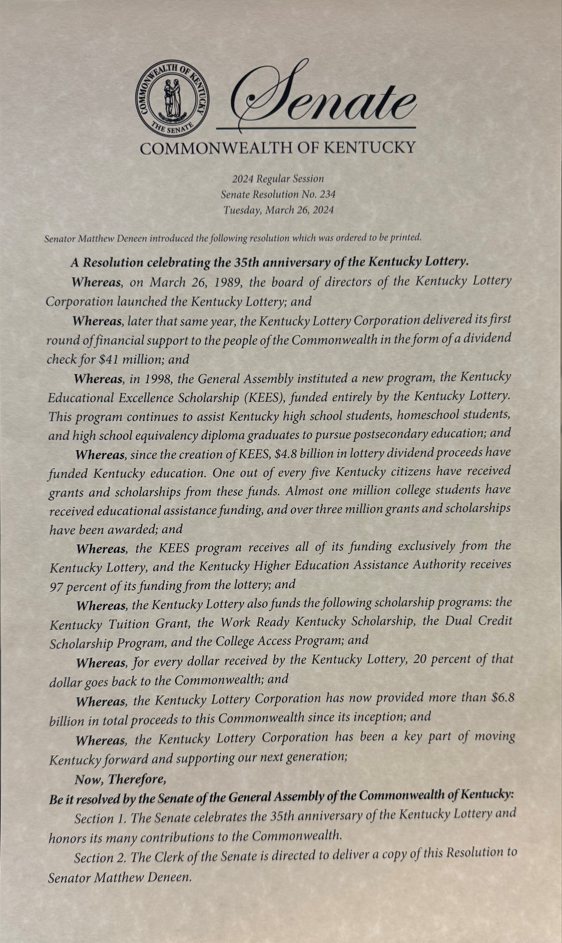 COMMONWEALTH OF KENTUCKY
THE SENATE
Senate
COMMONWEALTH OF KENTUCKY
2024 Regular Session
Senate Resolution No. 234
Tuesday, March 26, 2024
Senator Matthew Deneen introduced the following resolution which was ordered to be printed.
A Resolution celebrating the 35th anniversary of the Kentucky Lottery.
Whereas, on March 26, 1989, the board of directors of the Kentucky Lottery
Corporation launched the Kentucky Lottery; and
Whereas, later that same year, the Kentucky Lottery Corporation delivered its first
round of financial support to the people of the Commonwealth in the form of a dividend
check for $41 million; and
Whereas, in 1998, the General Assembly instituted a new program, the Kentucky
Educational Excellence Scholarship (KEES), funded entirely by the Kentucky Lottery.
This program continues to assist Kentucky high school students, homeschool students,
and high school equivalency diploma graduates to pursue postsecondary education; and
Whereas, since the creation of KEES, $4.8 billion in lottery dividend proceeds have
funded Kentucky education. One out of every five Kentucky citizens have received
grants and scholarships from these funds. Almost one million college students have
received educational assistance funding, and over three million grants and scholarships
have been awarded; and
Whereas, the KEES program receives all of its funding exclusively from the
Kentucky Lottery, and the Kentucky Higher Education Assistance Authority receives
97 percent of its funding from the lottery; and
Whereas, the Kentucky Lottery also funds the following scholarship programs: the
Kentucky Tuition Grant, the Work Ready Kentucky Scholarship, the Dual Credit
Scholarship Program, and the College Access Program; and
Whereas, for every dollar received by the Kentucky Lottery, 20 percent of that
dollar goes back to the Commonwealth; and
Whereas, the Kentucky Lottery Corporation has now provided more than $6.8
billion in total proceeds to this Commonwealth since its inception; and
Whereas, the Kentucky Lottery Corporation has been a key part of moving
Kentucky forward and supporting our next generation;
Now, Therefore,
Be it resolved by the Senate of the General Assembly of the Commonwealth of Kentucky:
Section 1. The Senate celebrates the 35th anniversary of the Kentucky Lottery and
honors its many contributions to the Commonwealth.
Section 2. The Clerk of the Senate is directed to deliver a copy of this Resolution to
Senator Matthew Deneen.